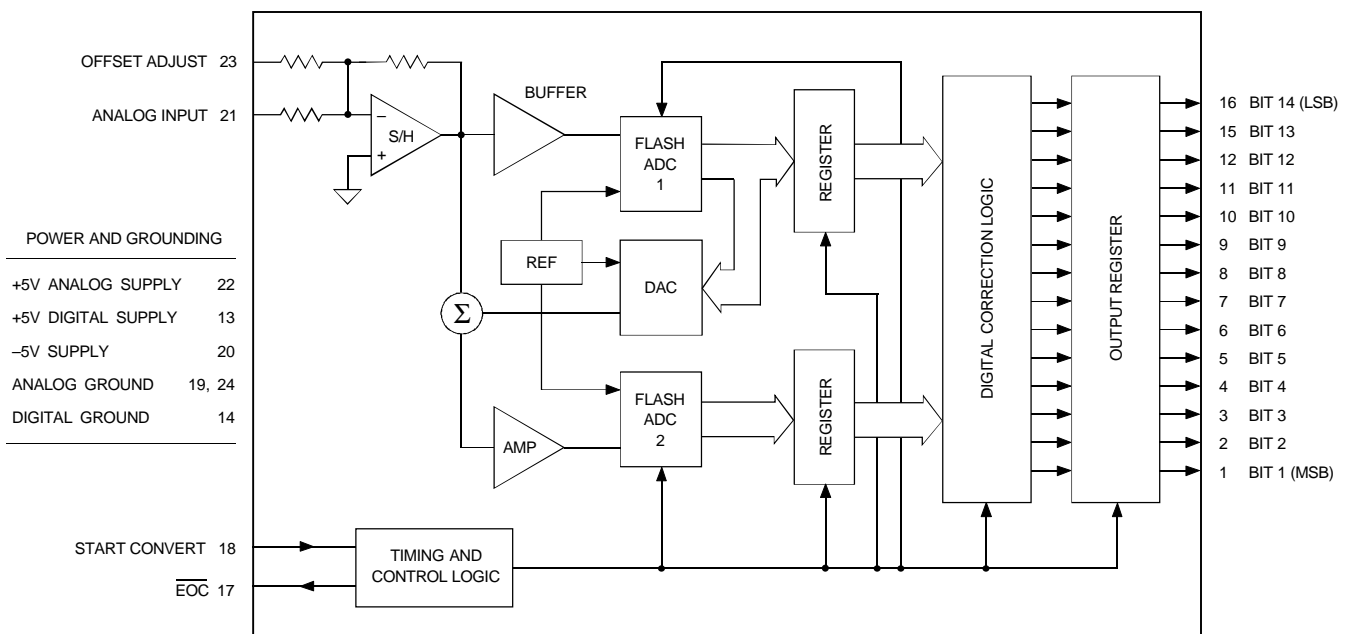 OFFSET ADJUST 23
ANALOG INPUT 21
POWER AND GROUNDING
+5V ANALOG SUPPLY 22
+5V DIGITAL SUPPLY 13
–5V SUPPLY 20
ANALOG GROUND 19, 24
DIGITAL GROUND 14
START CONVERT 18
EOC 17
–
S/H
+
BUFFER
REF
Σ
AMP
TIMING AND
CONTROL LOGIC
FLASH
ADC
1
DAC
FLASH
ADC
2
REGISTER
REGISTER
DIGITAL CORRECTION LOGIC
OUTPUT REGISTER
16 BIT 14 (LSB)
15 BIT 13
12 BIT 12
11 BIT 11
10 BIT 10
9 BIT 9
8 BIT 8
7 BIT 7
6 BIT 6
5 BIT 5
4 BIT 4
3 BIT 3
2 BIT 2
1 BIT 1 (MSB)